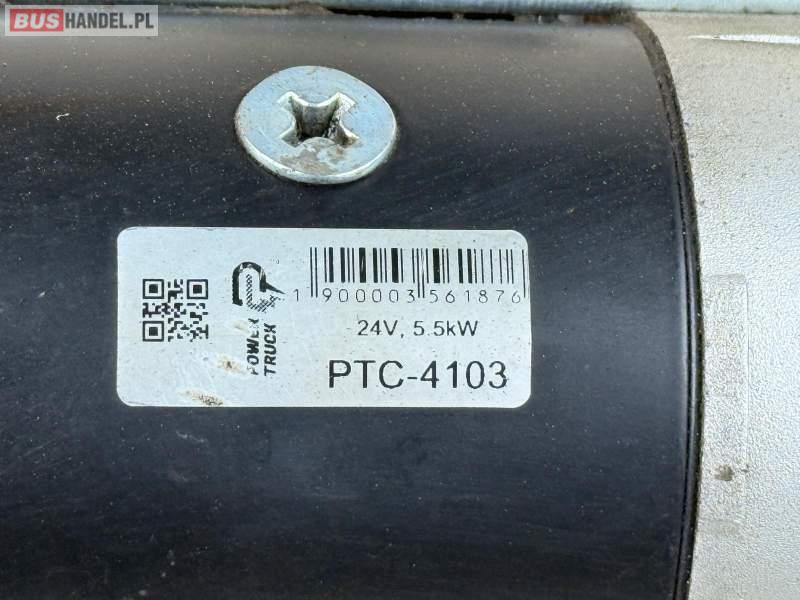 BUSHANDEL.PL
1 900003 561876
24V, 5.5kW
PTC-4103
POWER
TRUCK